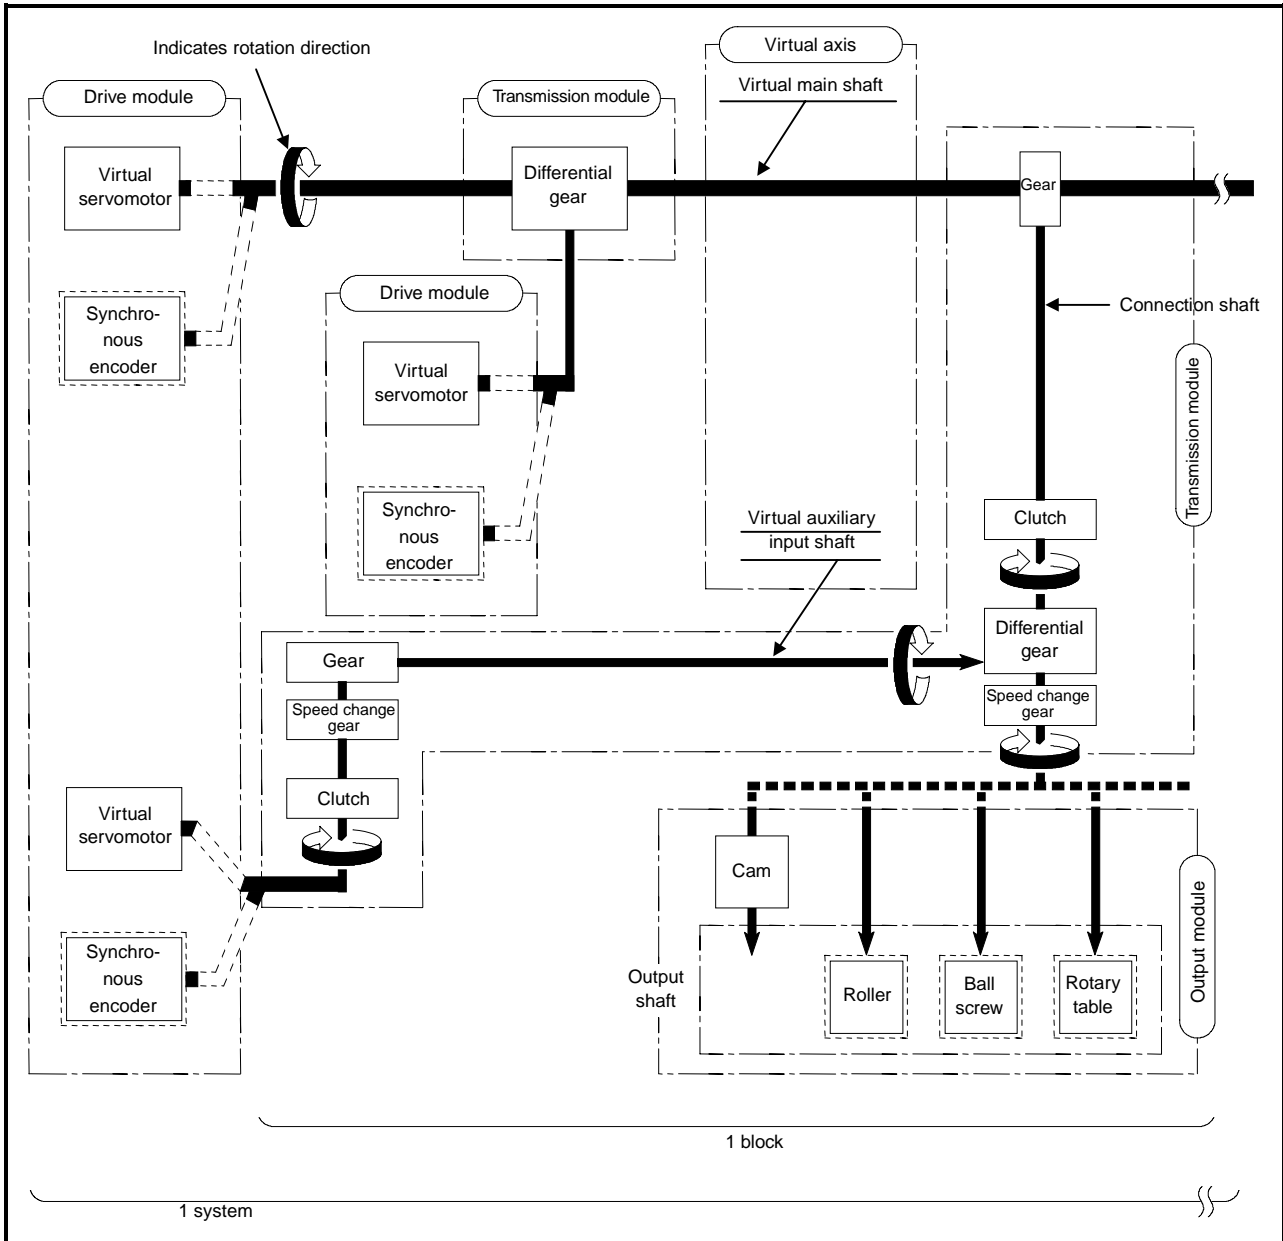 Indicates rotation direction
Virtual axis
Virtual main shaft
Drive module
Transmission module
Virtual
servomotor
Differential
gear
Gear
Drive module
Synchro-
nous
encoder
Connection shaft
Virtual
servomotor
Transmission module
Synchro-
nous
encoder
Virtual auxiliary
input shaft
Clutch
Differential
gear
Gear
Speed change
gear
Speed change
gear
Clutch
Virtual
servomotor
Cam
Output module
Synchro-
nous
encoder
Output
shaft
Roller
Ball
screw
Rotary
table
1 block
1 system